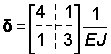 δ = [4 1
1 3] 1/EJ